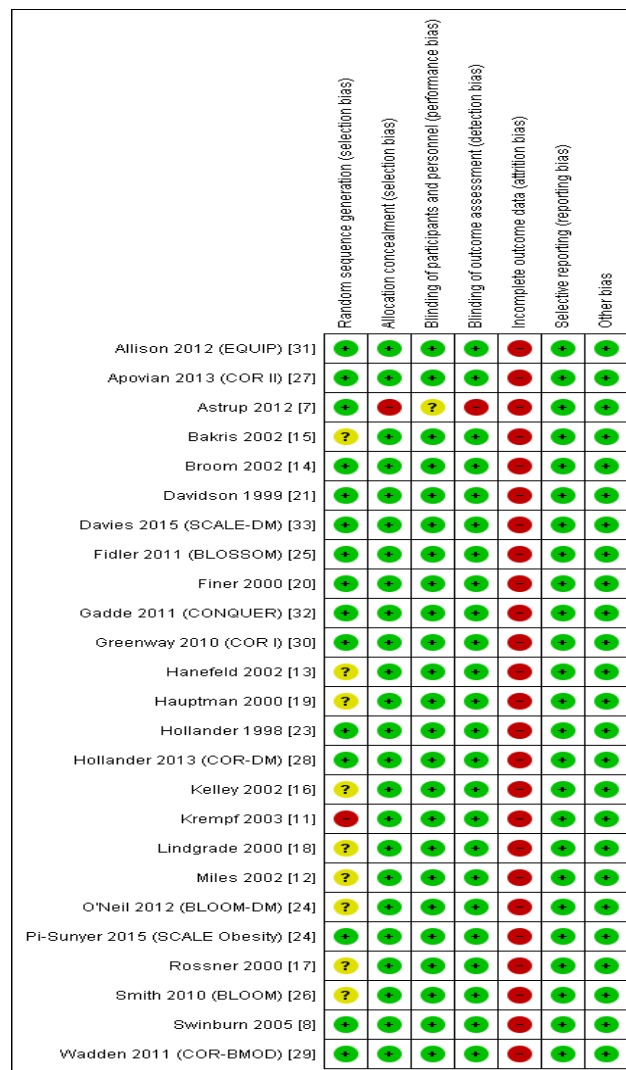 Random sequence generation (selection bias)
Allocation concealment (selection bias)
Blinding of participants and personnel (performance bias)
Blinding of outcome assessment (detection bias)
Incomplete outcome data (attrition bias)
Selective reporting (reporting bias)
Other bias
Allison 2012 (EQUIP) [31] + + + + - + +
Apovian 2013 (COR II) [27] + + + + - + +
Astrup 2012 [7] + - ? - - + +
Bakris 2002 [15] ? + + + - + +
Broom 2002 [14] + + + + - + +
Davidson 1999 [21] + + + + - + +
Davies 2015 (SCALE-DM) [33] + + + + - + +
Fidler 2011 (BLOSSOM) [25] + + + + - + +
Finer 2000 [20] + + + + - + +
Gadde 2011 (CONQUER) [32] + + + + - + +
Greenway 2010 (COR I) [30] + + + + - + +
Hanefeld 2002 [13] ? + + + - + +
Hauptman 2000 [19] ? + + + - + +
Hollander 1998 [23] + + + + - + +
Hollander 2013 (COR-DM) [28] + + + + - + +
Kelley 2002 [16] ? + + + - + +
Krempf 2003 [11] - + + + - + +
Lindgrade 2000 [18] ? + + + - + +
Miles 2002 [12] ? + + + - + +
O'Neil 2012 (BLOOM-DM) [24] ? + + + - + +
Pi-Sunyer 2015 (SCALE Obesity) [24] + + + + - + +
Rossner 2000 [17] ? + + + - + +
Smith 2010 (BLOOM) [26] ? + + + - + +
Swinburn 2005 [8] + + + + - + +
Wadden 2011 (COR-BMOD) [29] + + + + - + +